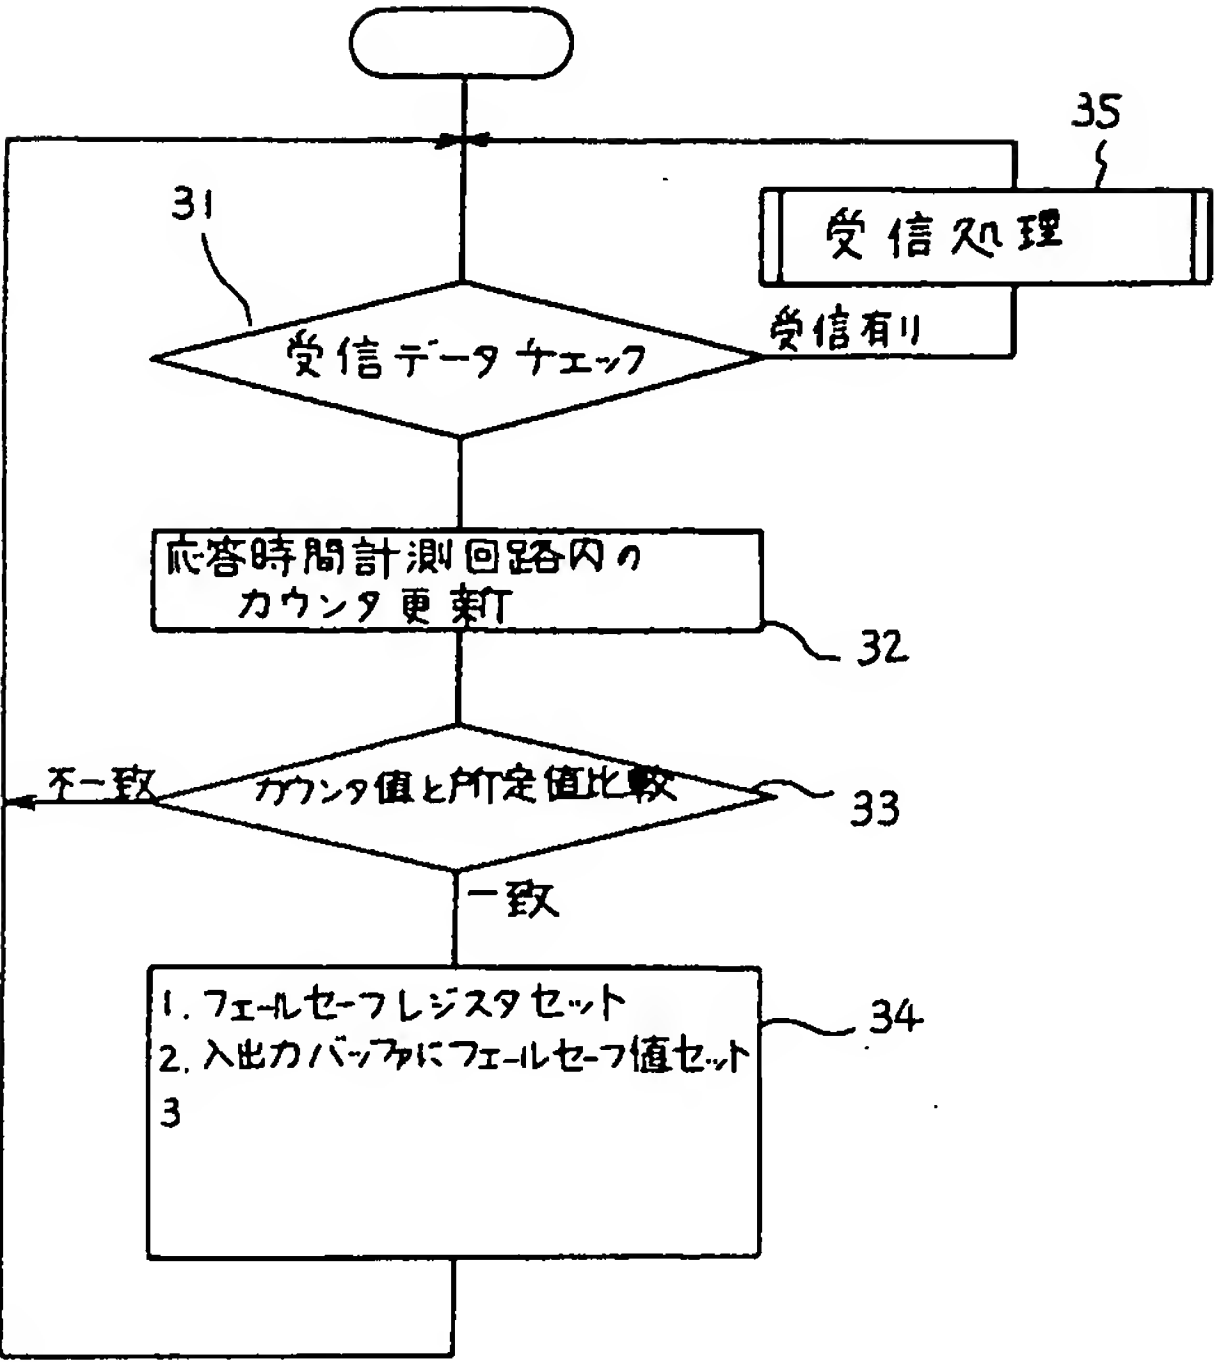 35
受信処理
31
受信有り
受信データチェック
応答時間計測回路内の
カウンタ更新
32
不一致
カウンタ値と所定値比較
33
一致
1. フェールセーフレジスタセット
34
2. 入出力バッファにフェールセーフ値セット
3